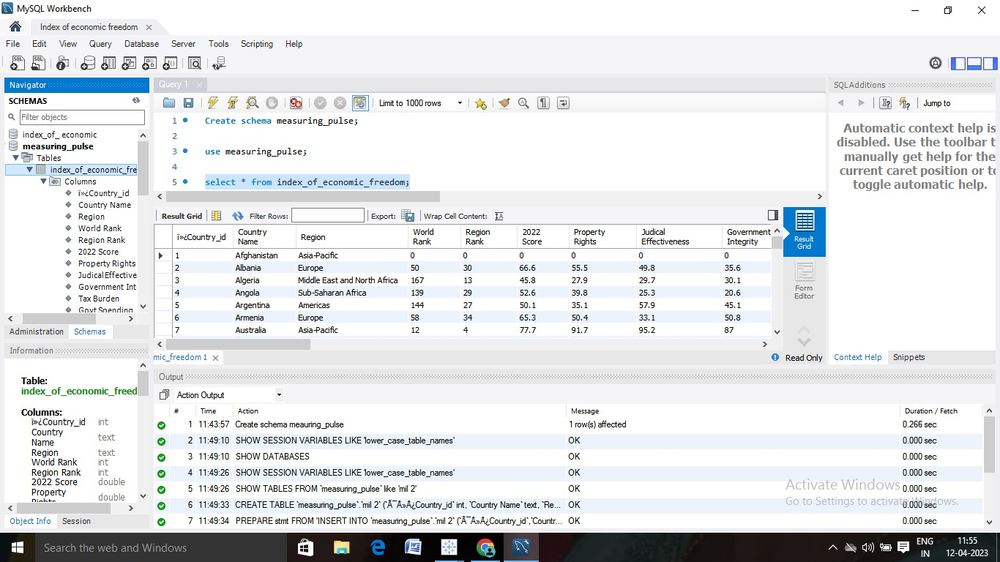 MySQL Workbench
Index of economic freedom
File Edit View Query Database Server Tools Scripting Help
Navigator
SCHEMAS
Filter objects
index_of_ economic
measuring_pulse
Tables
index_of_economic_fre
Columns
ï»¿Country_id
Country Name
Region
World Rank
Region Rank
2022 Score
Property Rights
Judical Effective
Government Int
Tax Burden
Govt Spending
Administration Schemas
Information
Table:
index_of_economic_freed
Columns:
ï»¿Country_id int
Country Name text
Region text
World Rank int
Region Rank int
2022 Score double
Property Rights double
Object Info Session
Query 1
Limit to 1000 rows
1 Create schema measuring_pulse;
2
3 use measuring_pulse;
4
5 select * from index_of_economic_freedom;
Result Grid Filter Rows: Export: Wrap Cell Content:
ï»¿Country_id Country Name Region World Rank Region Rank 2022 Score Property Rights Judical Effectiveness Government Integrity
1 Afghanistan Asia-Pacific 0 0 0 0 0 0
2 Albania Europe 50 30 66.6 55.5 49.8 35.6
3 Algeria Middle East and North Africa 167 13 45.8 27.9 29.7 30.1
4 Angola Sub-Saharan Africa 139 29 52.6 39.8 25.3 20.6
5 Argentina Americas 144 27 50.1 35.1 57.9 45.1
6 Armenia Europe 58 34 65.3 50.4 33.1 50.8
7 Australia Asia-Pacific 12 4 77.7 91.7 95.2 87
Result Grid
Form Editor
mic_freedom 1
Read Only
SQLAdditions
Jump to
Automatic context help is
disabled. Use the toolbar t
manually get help for the
current caret position or to
toggle automatic help.
Context Help Snippets
Output
Action Output
# Time Action Message Duration / Fetch
1 11:43:57 Create schema meauring_pulse 1 row(s) affected 0.266 sec
2 11:49:10 SHOW SESSION VARIABLES LIKE 'lower_case_table_names' OK 0.000 sec
3 11:49:10 SHOW DATABASES OK 0.000 sec
4 11:49:26 SHOW SESSION VARIABLES LIKE 'lower_case_table_names' OK 0.000 sec
5 11:49:26 SHOW TABLES FROM `measuring_pulse` like 'mil 2' OK 0.000 sec
6 11:49:33 CREATE TABLE `measuring_pulse`.`mil 2` (`Ã¯Â»Â¿Country_id` int, `Country Name` text, `Re... OK 0.000 sec
7 11:49:34 PREPARE stmt FROM 'INSERT INTO `measuring_pulse`.`mil 2` (`Ã¯Â»Â¿Country_id`,`Countr... OK 0.000 sec
Activate Windows
Go to Settings to activate Windows.
Search the web and Windows
ENG
IN
11:55
12-04-2023